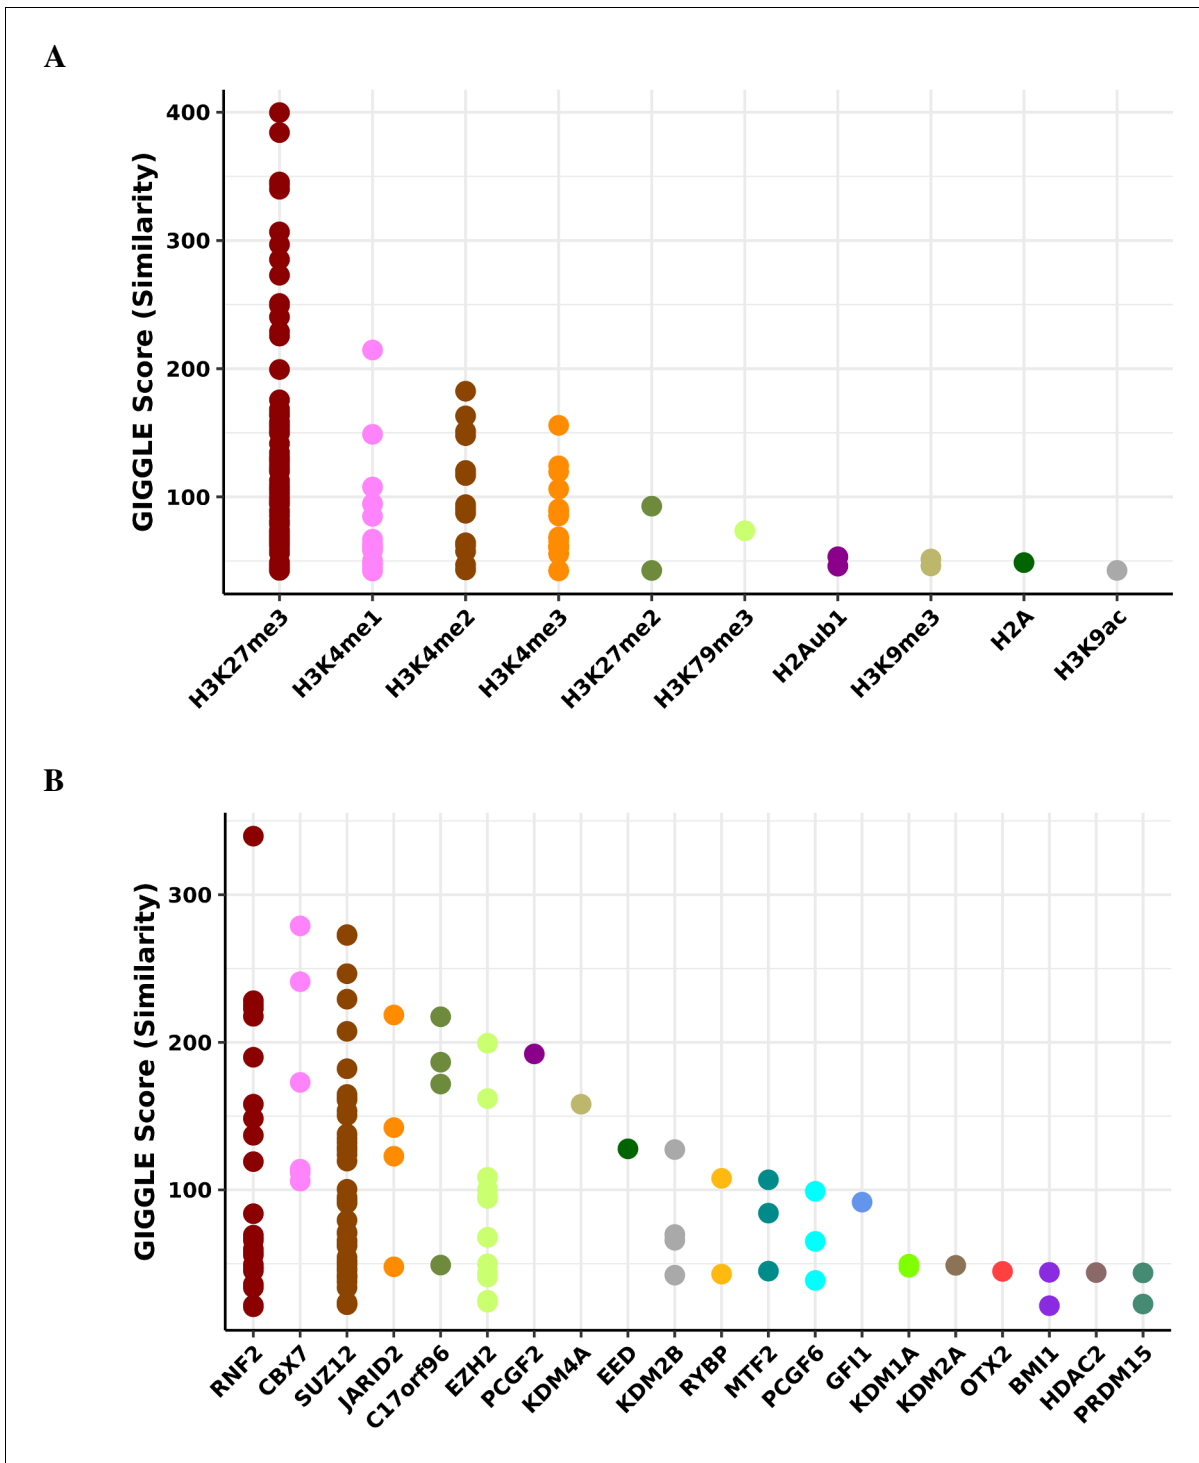 A
GIGGLE Score (Similarity)
400
300
200
100
H3K27me3
H3K4me1
H3K4me2
H3K4me3
H3K27me2
H3K79me3
H2Aub1
H3K9me3
H2A
H3K9ac
B
GIGGLE Score (Similarity)
300
200
100
RNF2
CBX7
SUZ12
JARID2
C17orf96
EZH2
PCGF2
KDM4A
EED
KDM2B
RYBP
MTF2
PCGF6
GFI1
KDM1A
KDM2A
OTX2
BMI1
HDAC2
PRDM15